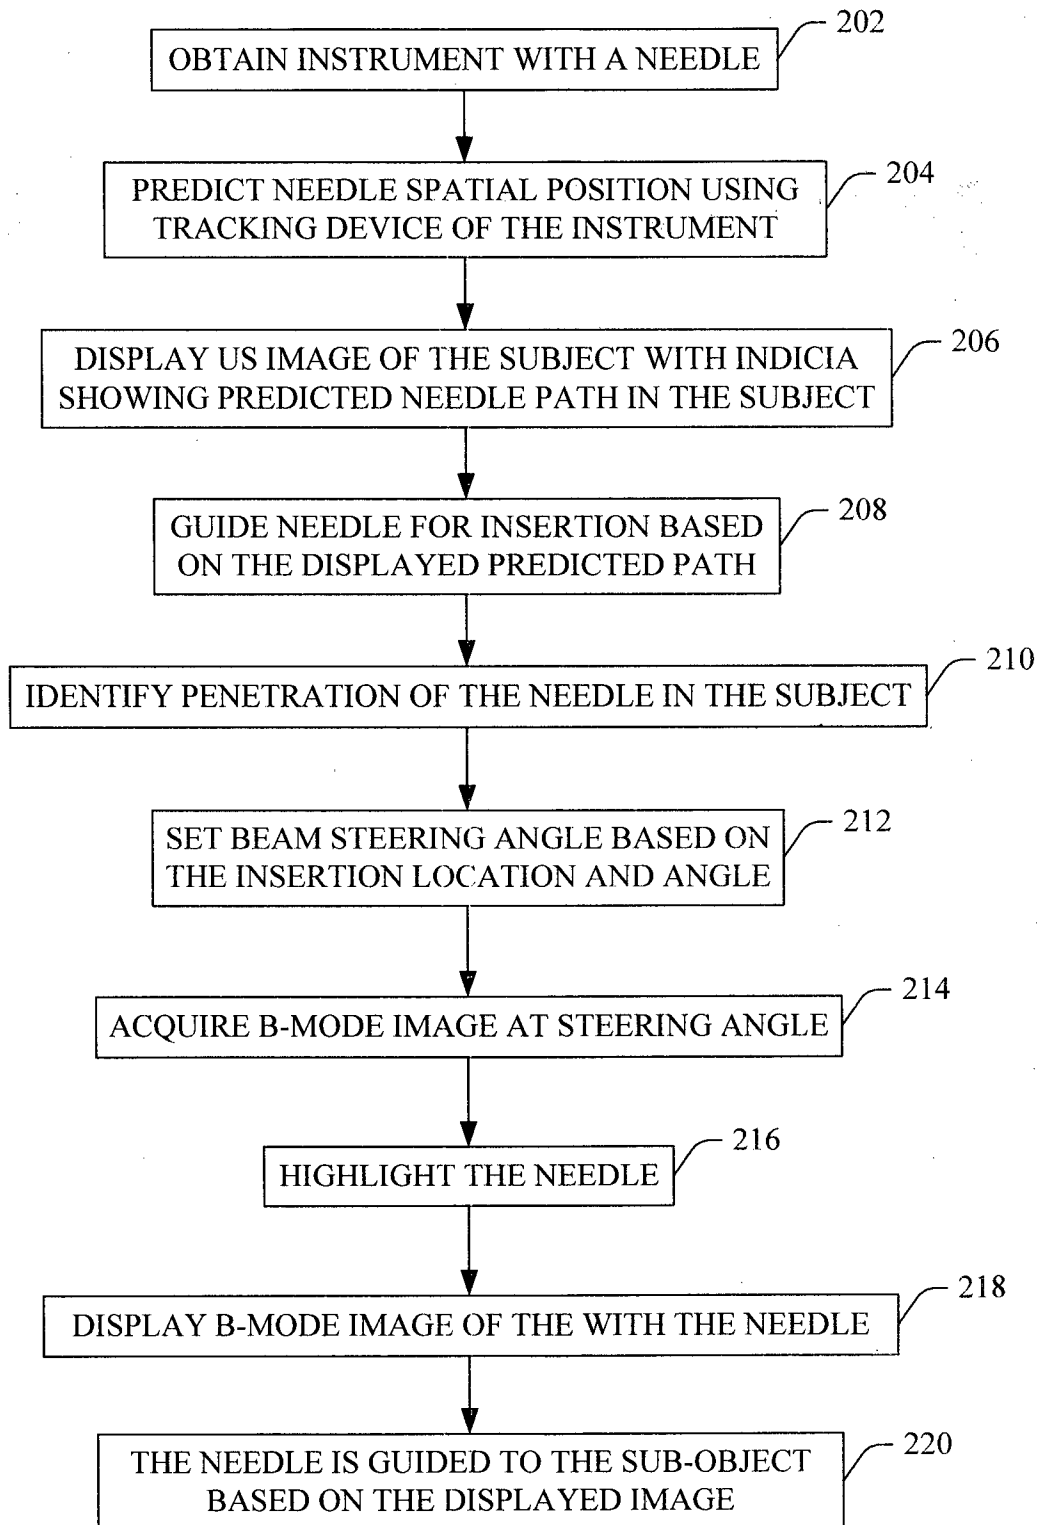 202
OBTAIN INSTRUMENT WITH A NEEDLE
204
PREDICT NEEDLE SPATIAL POSITION USING
TRACKING DEVICE OF THE INSTRUMENT
206
DISPLAY US IMAGE OF THE SUBJECT WITH INDICIA
SHOWING PREDICTED NEEDLE PATH IN THE SUBJECT
208
GUIDE NEEDLE FOR INSERTION BASED
ON THE DISPLAYED PREDICTED PATH
210
IDENTIFY PENETRATION OF THE NEEDLE IN THE SUBJECT
212
SET BEAM STEERING ANGLE BASED ON
THE INSERTION LOCATION AND ANGLE
214
ACQUIRE B-MODE IMAGE AT STEERING ANGLE
216
HIGHLIGHT THE NEEDLE
218
DISPLAY B-MODE IMAGE OF THE WITH THE NEEDLE
220
THE NEEDLE IS GUIDED TO THE SUB-OBJECT
BASED ON THE DISPLAYED IMAGE